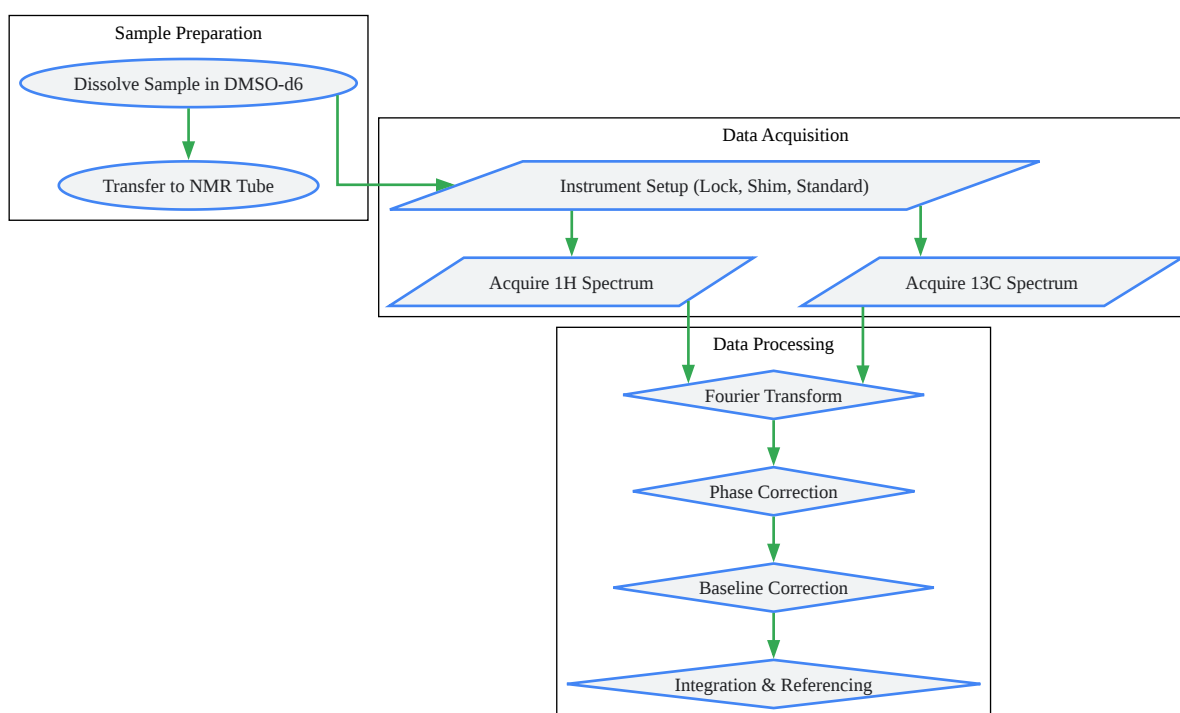 Sample Preparation
Dissolve Sample in DMSO-d6
Transfer to NMR Tube
Data Acquisition
Instrument Setup (Lock, Shim, Standard)
Acquire 1H Spectrum
Acquire 13C Spectrum
Data Processing
Fourier Transform
Phase Correction
Baseline Correction
Integration & Referencing